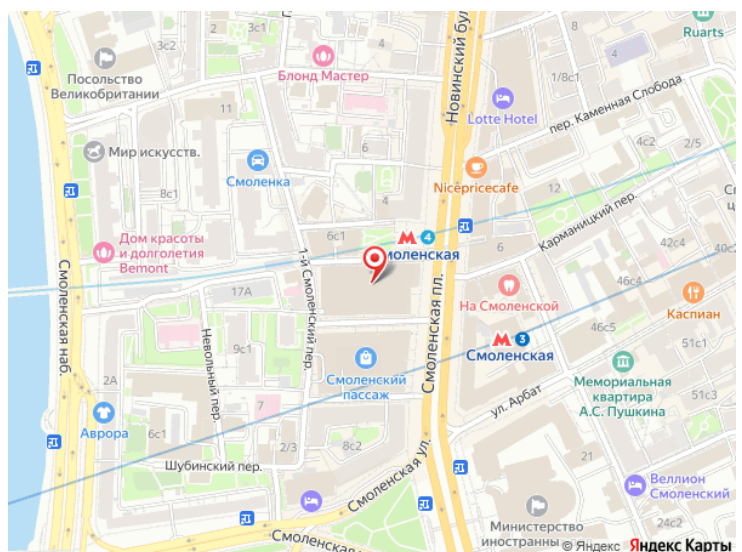 3с2
Посольство
Великобритании
3с2
Блонд Мастер
4
Новинский бул.
Ruarts
1/8с1
Lotte Hotel
пер. Каменная Слобода
4с2
2/5
11
6
Мир искусств.
Смоленка
8с1
4
Nicepricecafe
12
Дом красоты
и долголетия
Bemont
1-й Смоленский пер.
6с1
4
Смоленская
6
Карманицкий пер.
42с4
40с2
46с4
17А
На Смоленской
Каспиан
Смоленская наб.
Невольный пер.
9с1
Смоленская пл.
3
Смоленская
46с5
Смоленский
пассаж
Мемориальная
квартира
А.С. Пушкина
51с1
2А
7
ул. Арбат
51с3
Аврора
6с1
2/3
8с2
Шубинский пер.
Смоленская ул.
21
Веллион
Смоленский
Министерство
иностранны
24с2
22
Смоленская
© Яндекс Яндекс Карты